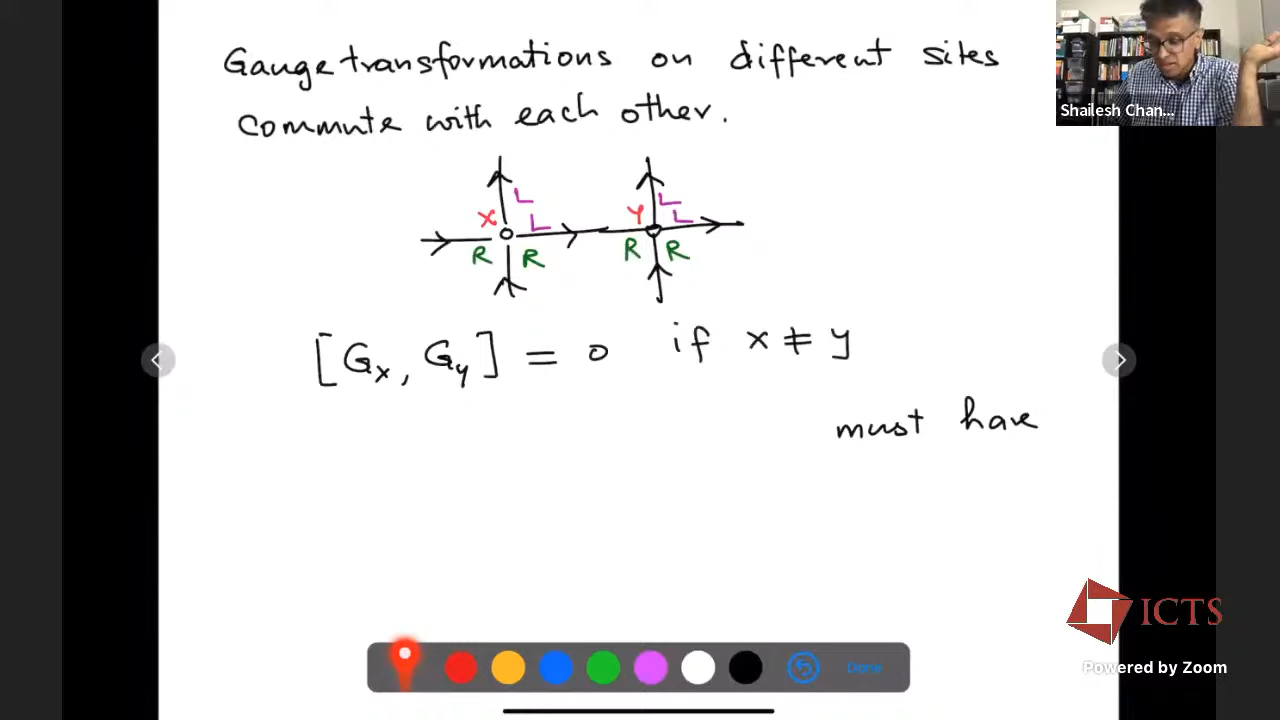 Gauge transformations on different sites
commute with each other.
X L L R R
Y L L R R
[Gx, Gy] = 0 if x ≠ y
must have
Shailesh Chan...
Done
ICTS
Powered by Zoom